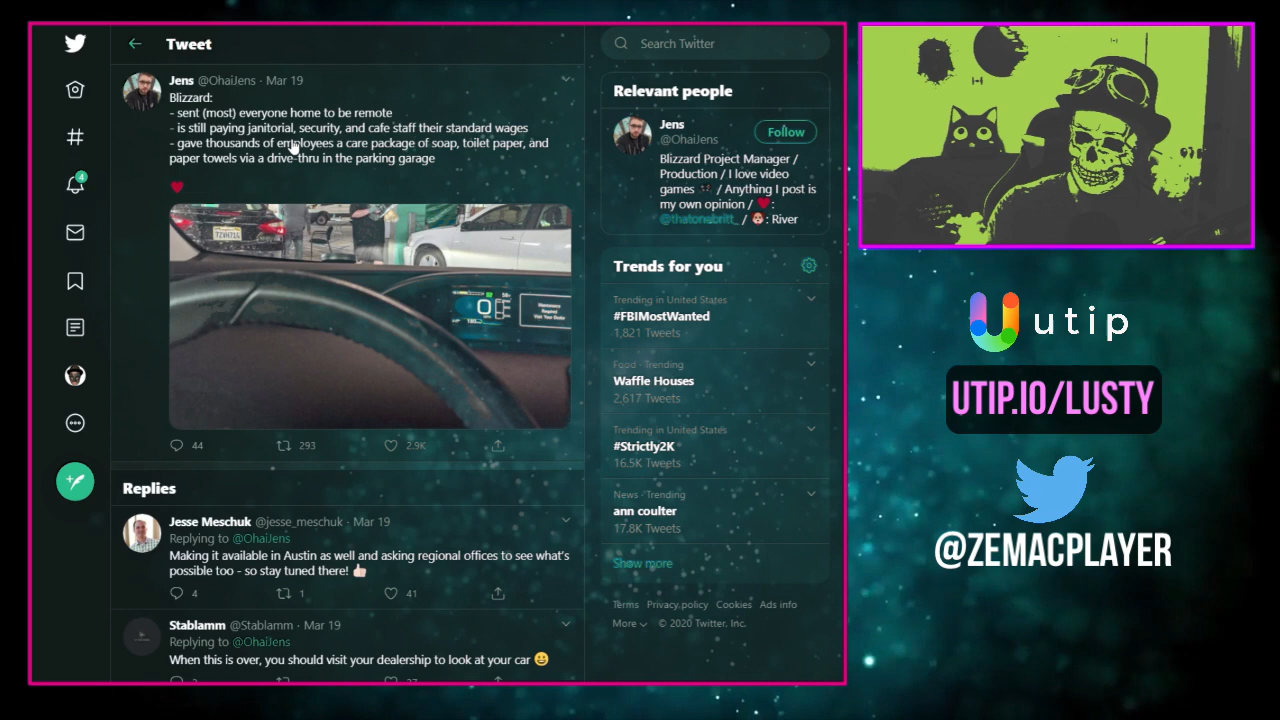 Tweet
Jens @OhaiJens · Mar 19
Blizzard:
- sent (most) everyone home to be remote
- is still paying janitorial, security, and cafe staff their standard wages
- gave thousands of employees a care package of soap, toilet paper, and
paper towels via a drive-thru in the parking garage
44 293 2.9K
Replies
Jesse Meschuk @jesse_meschuk · Mar 19
Replying to @OhaiJens
Making it available in Austin as well and asking regional offices to see what's
possible too - so stay tuned there!
4 1 41
Stablamm @Stablamm · Mar 19
Replying to @OhaiJens
When this is over, you should visit your dealership to look at your car
4
Search Twitter
Relevant people
Jens
@OhaiJens
Follow
Blizzard Project Manager /
Production / I love video
games / Anything I post is
my own opinion / :
@thatonebritt_ / : River
Trends for you
Trending in United States
#FBIMostWanted
1,821 Tweets
Food · Trending
Waffle Houses
2,617 Tweets
Trending in United States
#Strictly2K
16.5K Tweets
News · Trending
ann coulter
17.8K Tweets
Show more
Terms Privacy policy Cookies Ads info
More © 2020 Twitter, Inc.
utip
UTIP.IO/LUSTY
@ZEMACPLAYER